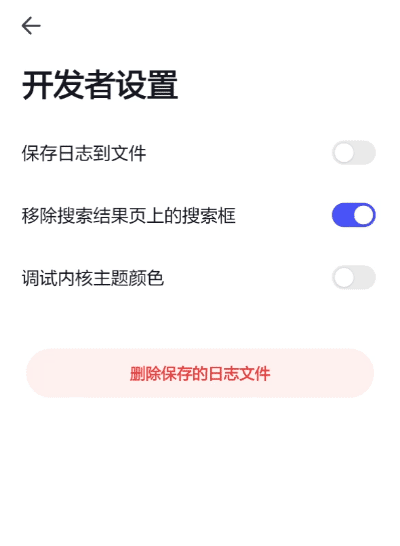 开发者设置
保存日志到文件
移除搜索结果页上的搜索框
调试内核主题颜色
删除保存的日志文件